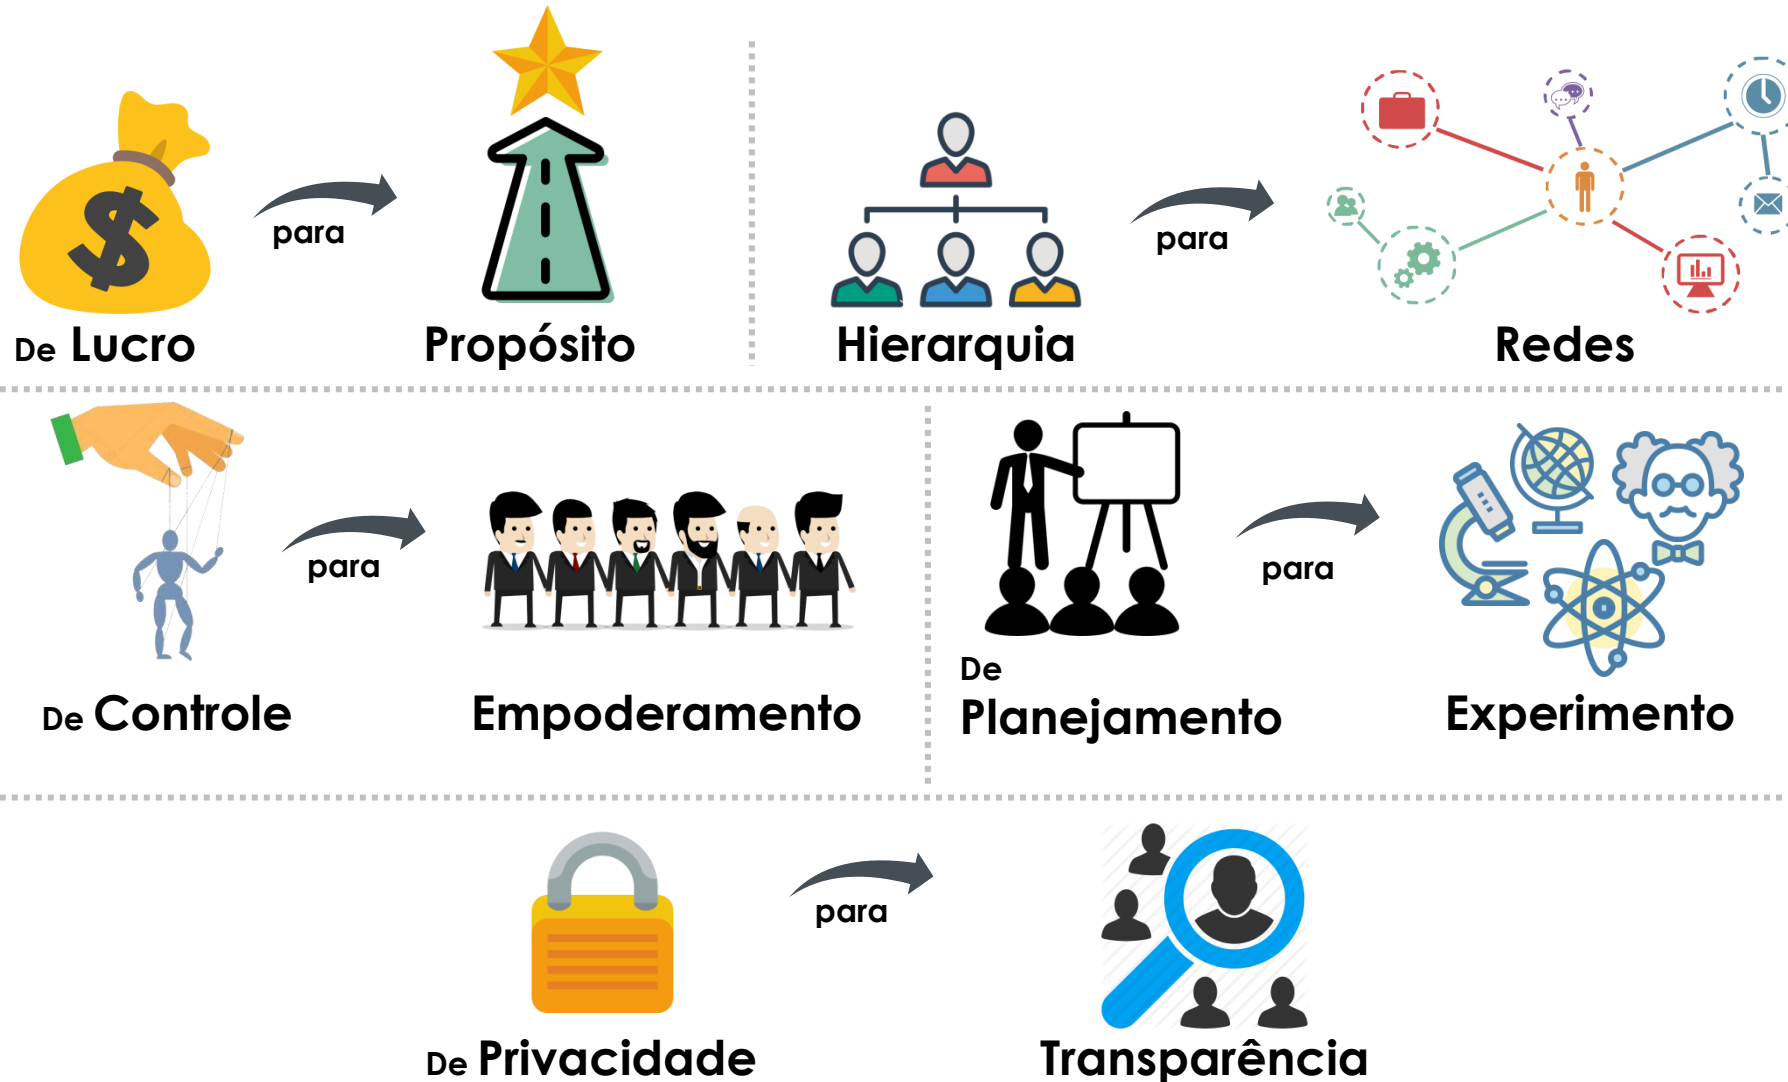 para
De Lucro
Propósito
para
Hierarquia
Redes
para
De Controle
Empoderamento
para
De
Planejamento
Experimento
para
De Privacidade
Transparência